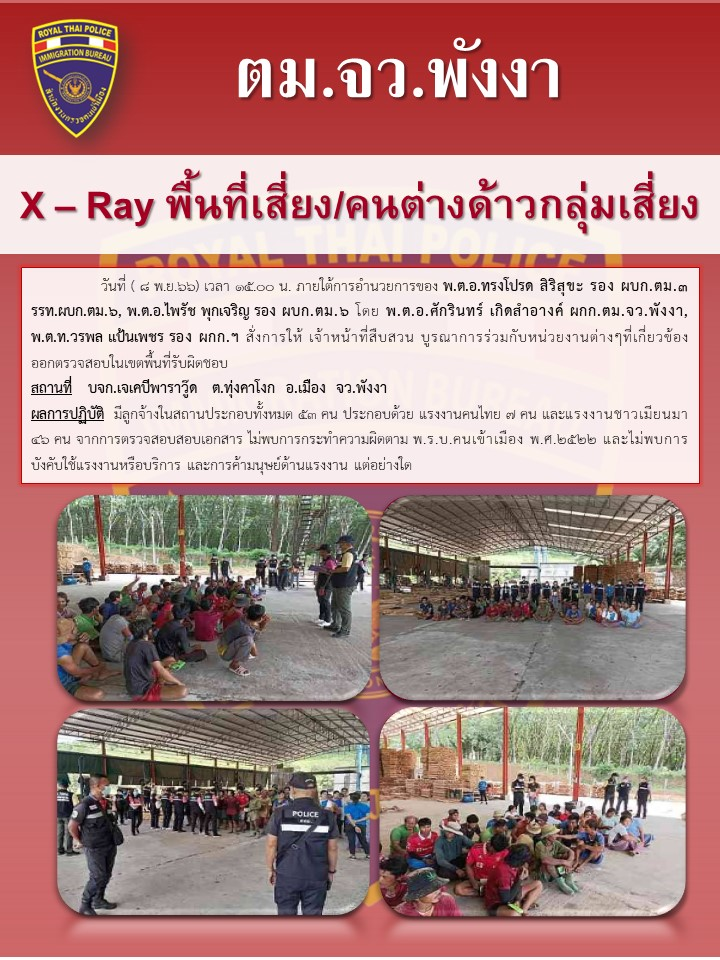 ROYAL THAI POLICE
IMMIGRATION BUREAU
สำนักงานตรวจคนเข้าเมือง
ตม.จว.พังงา
X – Ray พื้นที่เสี่ยง/คนต่างด้าวกลุ่มเสี่ยง
วันที่ ( ๘ พ.ย.๖๖) เวลา ๑๕.๐๐ น. ภายใต้การอำนวยการของ พ.ต.อ.ทรงโปรด สิริสุขะ รอง ผบก.ตม.๓
รรท.ผบก.ตม.๖, พ.ต.อ.ไพรัช พุกเจริญ รอง ผบก.ตม.๖ โดย พ.ต.อ.ศักรินทร์ เกิดสำอางค์ ผกก.ตม.จว.พังงา,
พ.ต.ท.วรพล แป้นเพชร รอง ผกก.ฯ สั่งการให้ เจ้าหน้าที่สืบสวน บูรณาการร่วมกับหน่วยงานต่างๆที่เกี่ยวข้อง
ออกตรวจสอบในเขตพื้นที่รับผิดชอบ
สถานที่ บจก.เจเคบีพาราวู๊ด ต.ทุ่งคาโงก อ.เมือง จว.พังงา
ผลการปฏิบัติ มีลูกจ้างในสถานประกอบทั้งหมด ๕๓ คน ประกอบด้วย แรงงานคนไทย ๗ คน และแรงงานชาวเมียนมา
๔๖ คน จากการตรวจสอบสอบเอกสาร ไม่พบการกระทำความผิดตาม พ.ร.บ.คนเข้าเมือง พ.ศ.๒๕๒๒ และไม่พบการ
บังคับใช้แรงงานหรือบริการ และการค้ามนุษย์ด้านแรงงาน แต่อย่างใด
POLICE